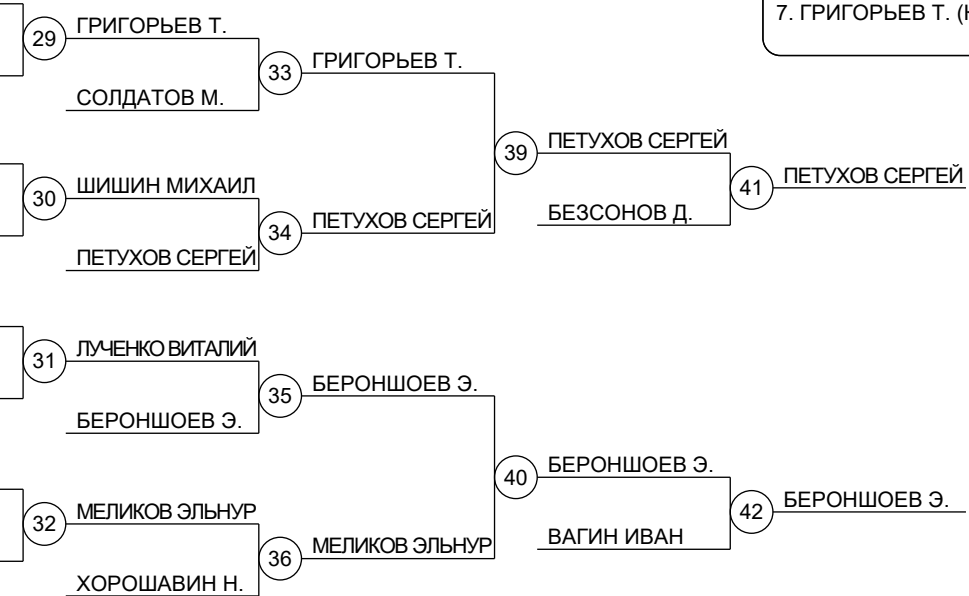 7. ГРИГОРЬЕВ Т. (
29 ГРИГОРЬЕВ Т.
33 ГРИГОРЬЕВ Т.
СОЛДАТОВ М.
39 ПЕТУХОВ СЕРГЕЙ
41 ПЕТУХОВ СЕРГЕЙ
30 ШИШИН МИХАИЛ
БЕЗСОНОВ Д.
34 ПЕТУХОВ СЕРГЕЙ
ПЕТУХОВ СЕРГЕЙ
31 ЛУЧЕНКО ВИТАЛИЙ
35 БЕРОНШОЕВ Э.
БЕРОНШОЕВ Э.
40 БЕРОНШОЕВ Э.
42 БЕРОНШОЕВ Э.
32 МЕЛИКОВ ЭЛЬНУР
ВАГИН ИВАН
36 МЕЛИКОВ ЭЛЬНУР
ХОРОШАВИН Н.